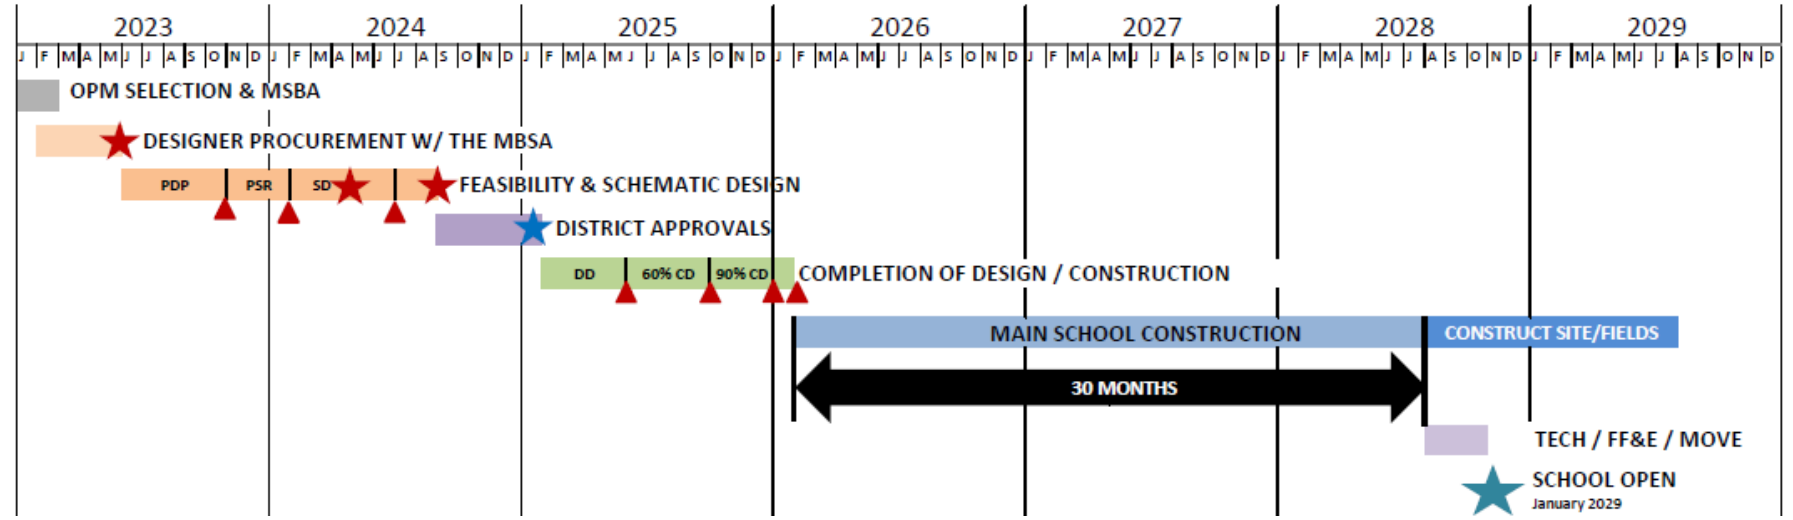 2023 2024 2025 2026 2027 2028 2029
J F M A M J J A S O N D J F M A M J J A S O N D J F M A M J J A S O N D J F M A M J J A S O N D J F M A M J J A S O N D J F M A M J J A S O N D J F M A M J J A S O N D
OPM SELECTION & MSBA
DESIGNER PROCUREMENT W/ THE MBSA
PDP PSR SD FEASIBILITY & SCHEMATIC DESIGN
DISTRICT APPROVALS
DD 60% CD 90% CD COMPLETION OF DESIGN / CONSTRUCTION
MAIN SCHOOL CONSTRUCTION CONSTRUCT SITE/FIELDS
30 MONTHS
TECH / FF&E / MOVE
SCHOOL OPEN
January 2029